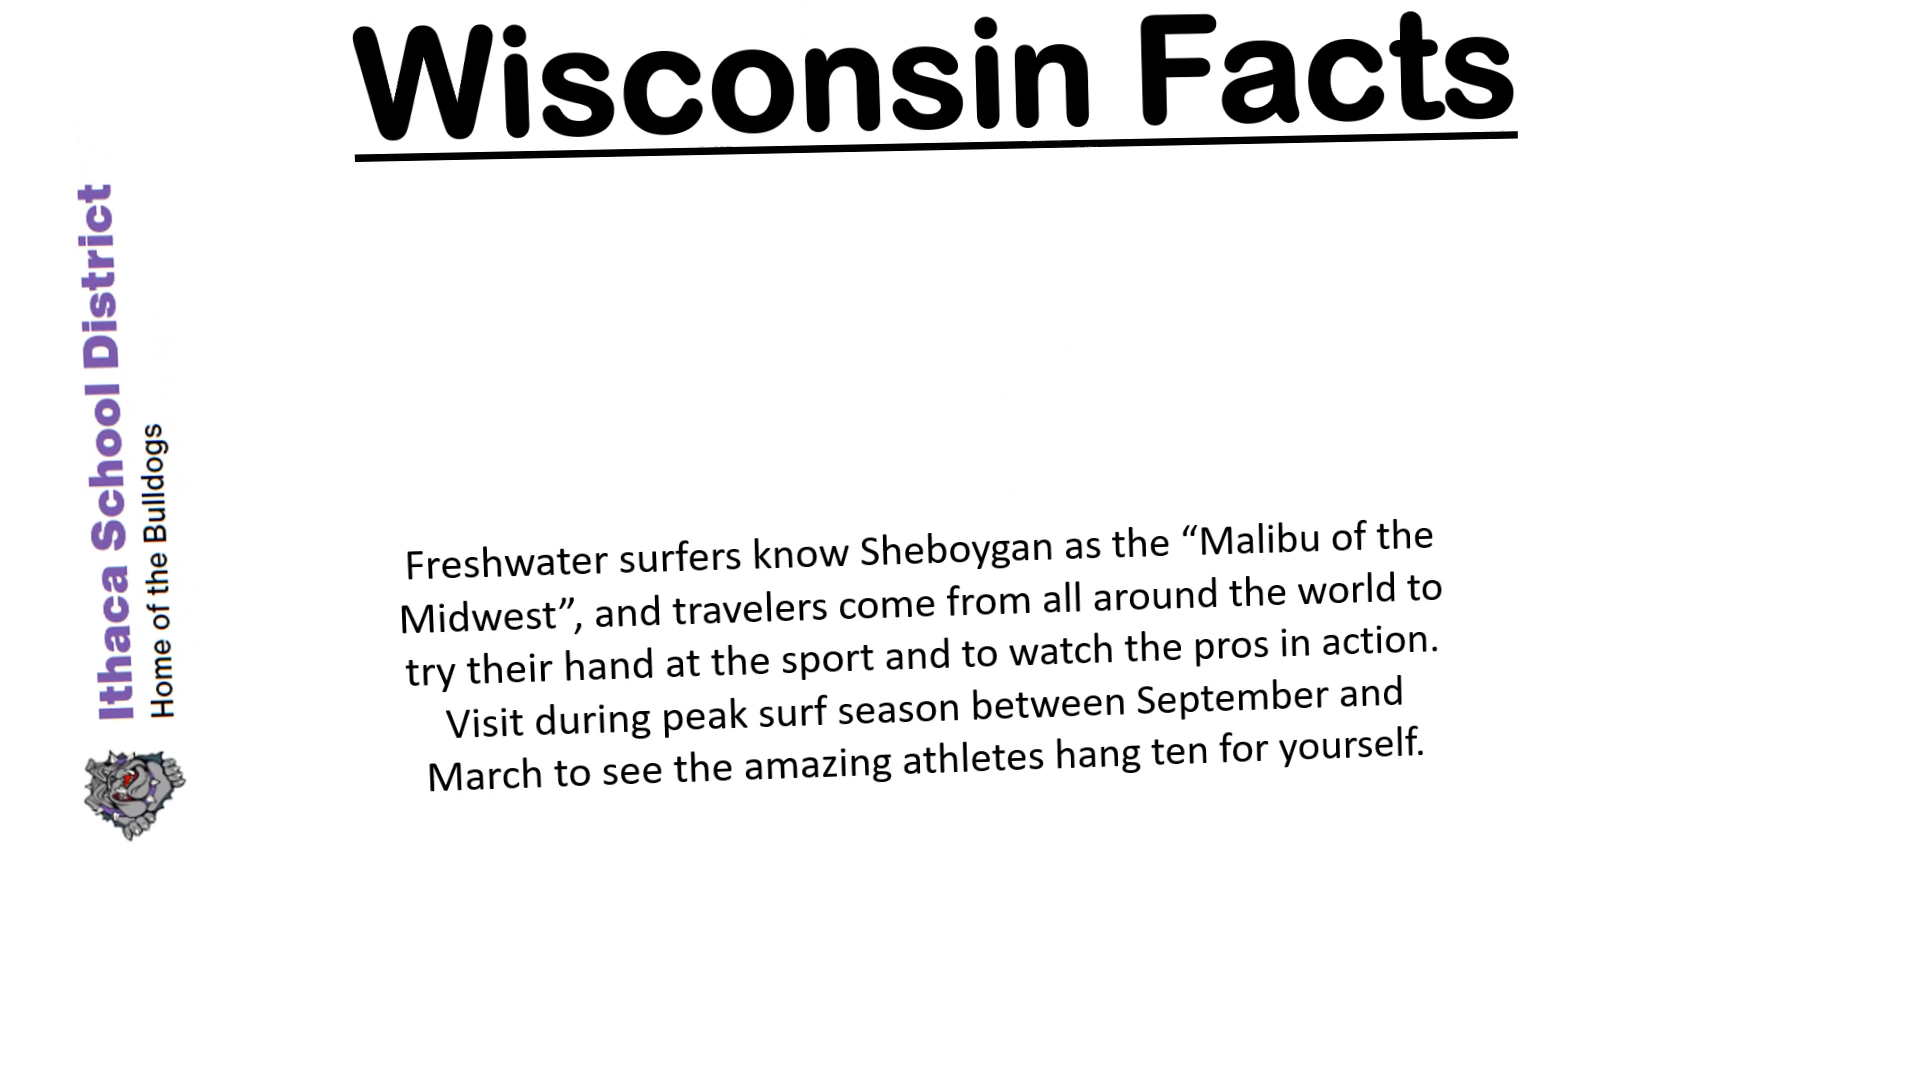 Wisconsin Facts
Ithaca School District
Home of the Bulldogs
Freshwater surfers know Sheboygan as the “Malibu of the
Midwest”, and travelers come from all around the world to
try their hand at the sport and to watch the pros in action.
Visit during peak surf season between September and
March to see the amazing athletes hang ten for yourself.